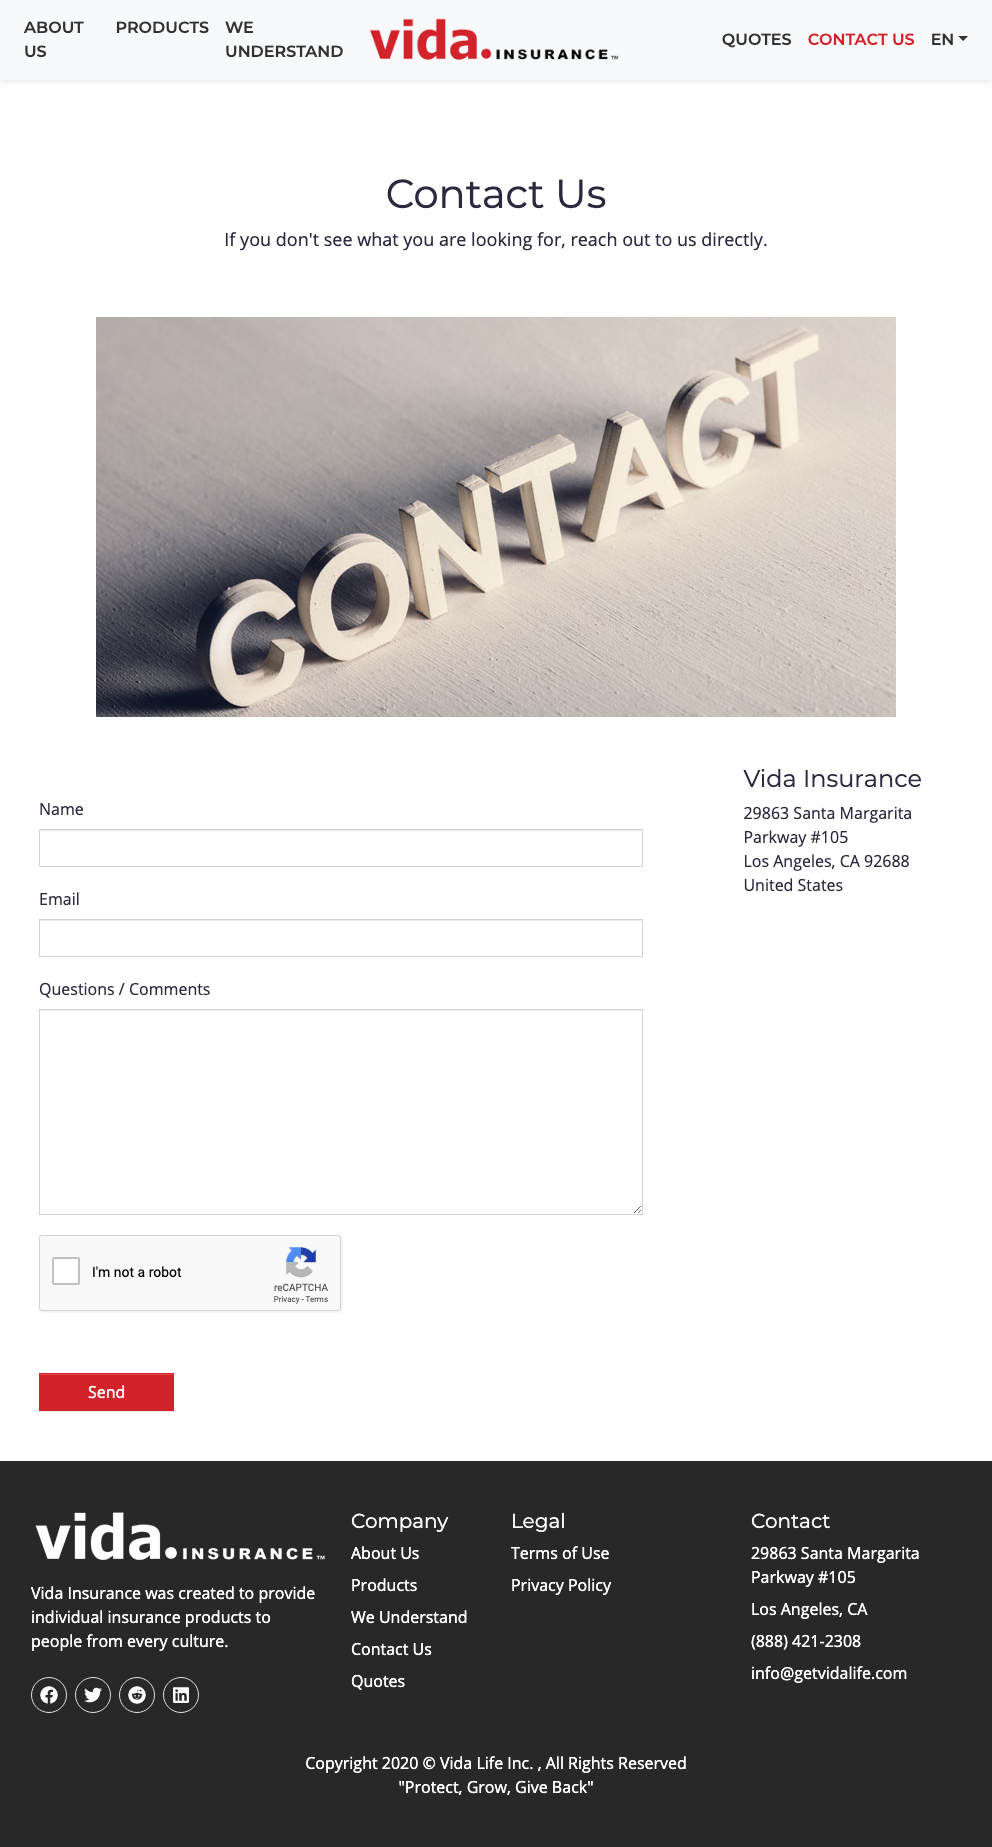 ABOUT US
PRODUCTS
WE UNDERSTAND
vida.INSURANCE™
QUOTES
CONTACT US
EN
Contact Us
If you don't see what you are looking for, reach out to us directly.
CONTACT
Name
Email
Questions / Comments
I'm not a robot
reCAPTCHA
Privacy - Terms
Send
Vida Insurance
29863 Santa Margarita
Parkway #105
Los Angeles, CA 92688
United States
vida.INSURANCE™
Vida Insurance was created to provide
individual insurance products to
people from every culture.
Company
About Us
Products
We Understand
Contact Us
Quotes
Legal
Terms of Use
Privacy Policy
Contact
29863 Santa Margarita
Parkway #105
Los Angeles, CA
(888) 421-2308
info@getvidalife.com
Copyright 2020 © Vida Life Inc. , All Rights Reserved
"Protect, Grow, Give Back"